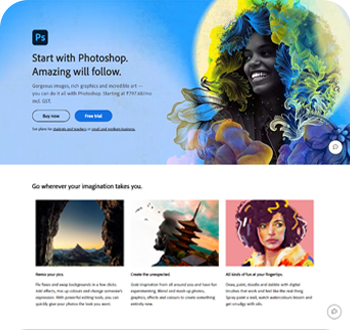 Ps
Start with Photoshop.
Amazing will follow.
Gorgeous images, rich graphics and incredible art —
you can do it all with Photoshop. Starting at
incl. GST.
Buy now
Free trial
See plans for students and teachers or small and medium business.
Go wherever your imagination takes you.
Remix your pics.
Fix flaws and swap backgrounds in a few clicks.
Add effects, mix up colours and change someone's
expression. With powerful editing tools, you can
quickly give your photos the look you want.
Create the unexpected.
Grab inspiration from all around you and have fun
experimenting. Blend and mash up photos,
graphics, effects and colours to create something
entirely new.
All kinds of fun at your fingertips.
Draw, paint, doodle and dabble with digital
brushes that work and feel like the real thing.
Spray-paint a wall, watch watercolours dissolve and
get smudgy with oils.